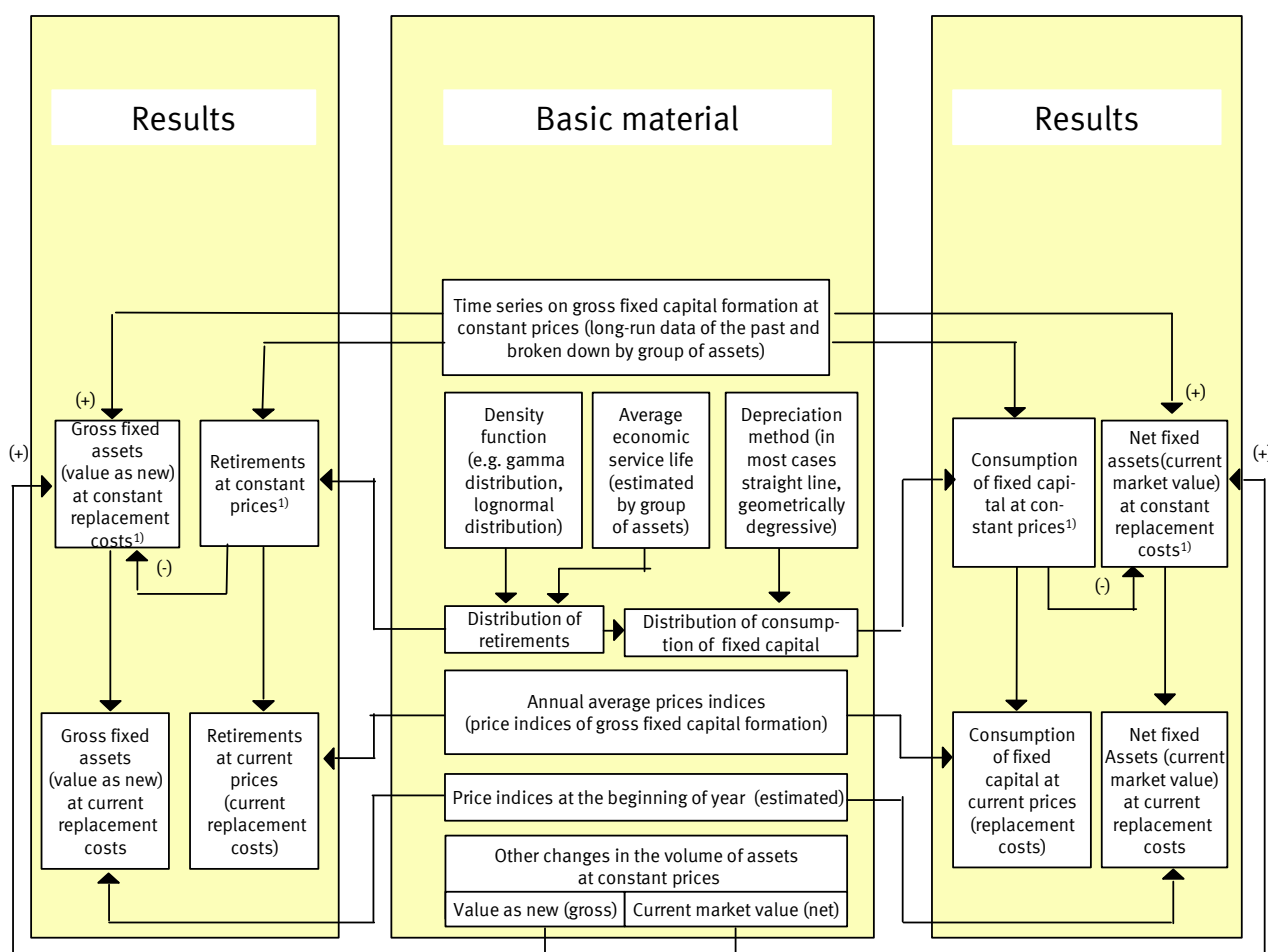 Results
Basic material
Results
Time series on gross fixed capital formation at
constant prices (long-run data of the past and
broken down by group of assets)
(+)
(+)
(+)
(+)
Gross fixed
assets
(value as new)
at constant
replacement
costs1)
Retirements
at constant
prices1)
(-)
Density
function
(e.g. gamma
distribution,
lognormal
distribution)
Average
economic
service life
(estimated
by group
of assets)
Depreciation
method (in
most cases
straight line,
geometrically
degressive)
Consumption
of fixed capi-
tal at con-
stant prices1)
Net fixed
assets(current
market value)
at constant
replacement
costs1)
(-)
Distribution of
retirements
Distribution of consump-
tion of fixed capital
Annual average prices indices
(price indices of gross fixed capital formation)
Gross fixed
assets
(value as new)
at current
replacement
costs
Retirements
at current
prices
(current
replacement
costs)
Price indices at the beginning of year (estimated)
Consumption
of fixed
capital at
current prices
(replacement
costs)
Net fixed
Assets (current
market value)
at current
replacement
costs
Other changes in the volume of assets
at constant prices
Value as new (gross)
Current market value (net)